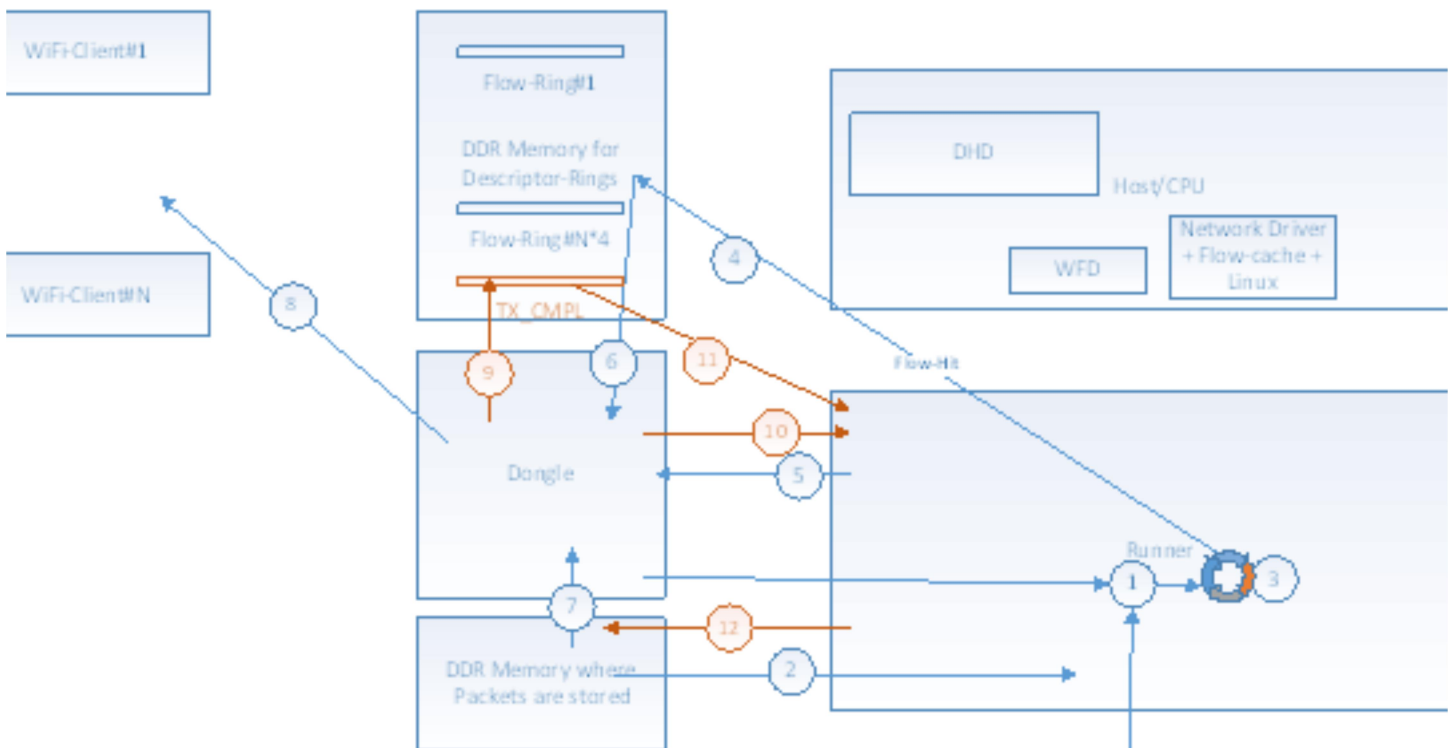 WiFi-Client#1
Flow-Ring#1
DDR Memory for
Descriptor-Rings
Flow-Ring#N*4
TX_CMPL
DHD
Host/CPU
Network Driver
+ Flow-cache +
Linux
WFD
WiFi-Client#N
8
4
6
9
11
Flow-Hit
10
5
Dongle
Runner
1
3
7
12
2
DDR Memory where
Packets are stored